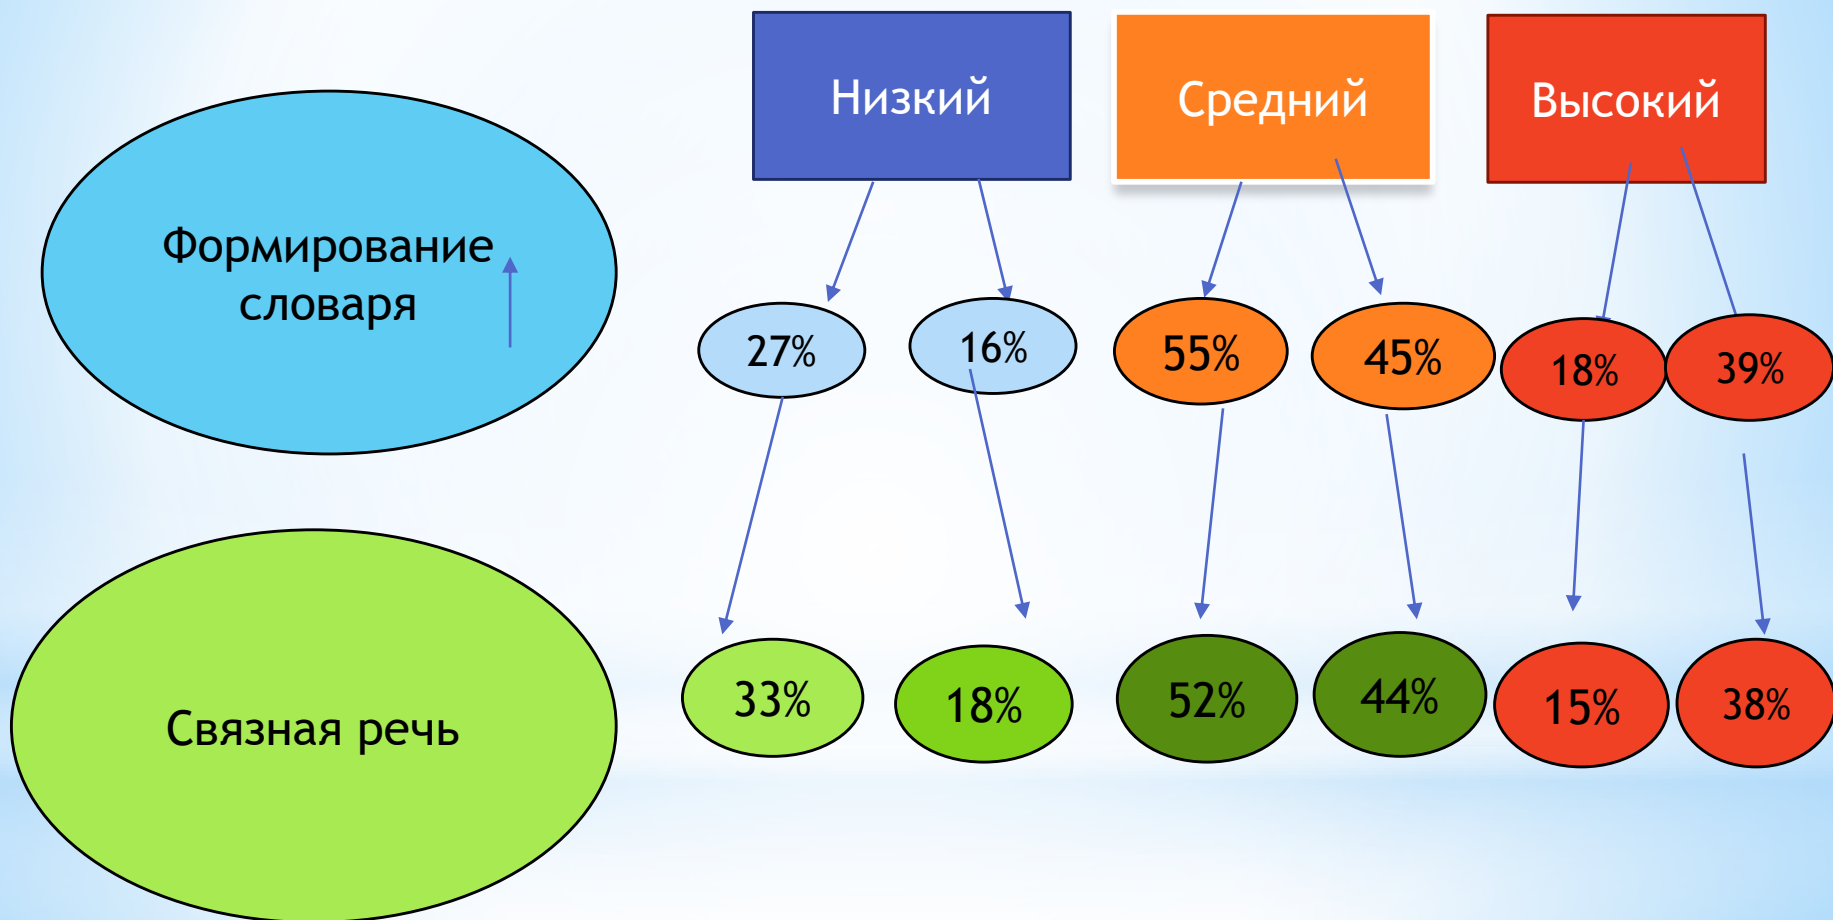 Низкий
Средний
Высокий
Формирование
словаря
27%
16%
55%
45%
18%
39%
Связная речь
33%
18%
52%
44%
15%
38%